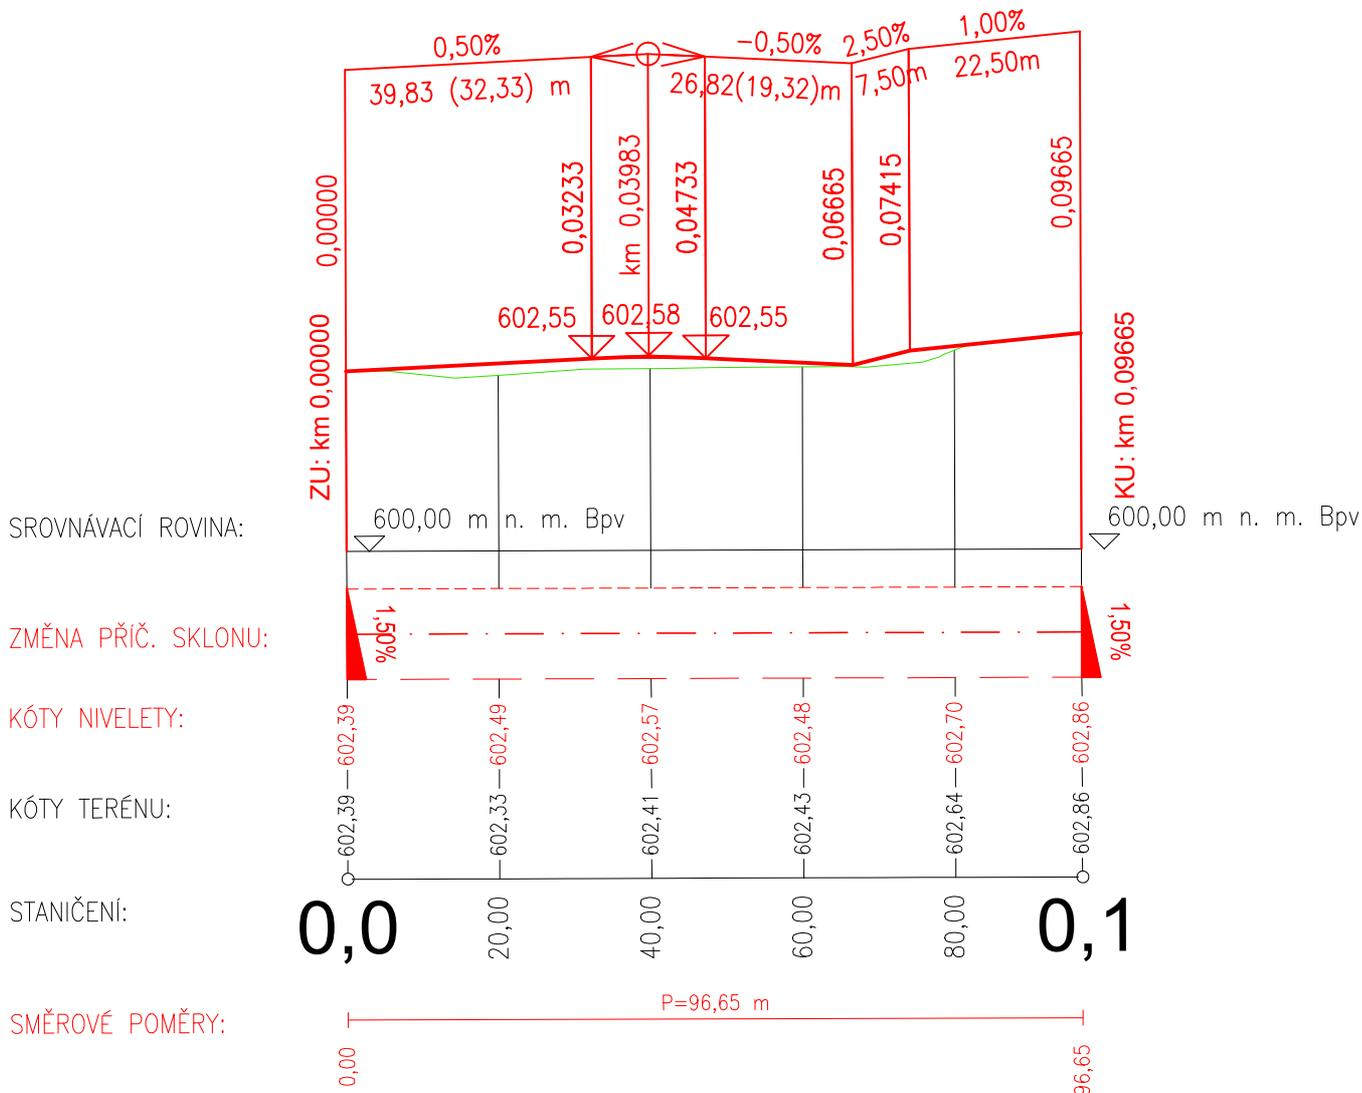 0,50%
-0,50%
2,50%
1,00%
39,83 (32,33) m
26,82(19,32)m
7,50m
22,50m
0,00000
0,03233
km 0,03983
0,04733
0,06665
0,07415
0,09665
602,55
602,58
602,55
ZU: km 0,00000
KU: km 0,09665
SROVNÁVACÍ ROVINA:
600,00 m n. m. Bpv
600,00 m n. m. Bpv
ZMĚNA PŘÍČ. SKLONU:
1,50%
1,50%
KÓTY NIVELETY:
602,39
602,49
602,57
602,48
602,70
602,86
KÓTY TERÉNU:
602,39
602,33
602,41
602,43
602,64
602,86
STANIČENÍ:
0,0
20,00
40,00
60,00
80,00
0,1
SMĚROVÉ POMĚRY:
P=96,65 m
0,00
96,65